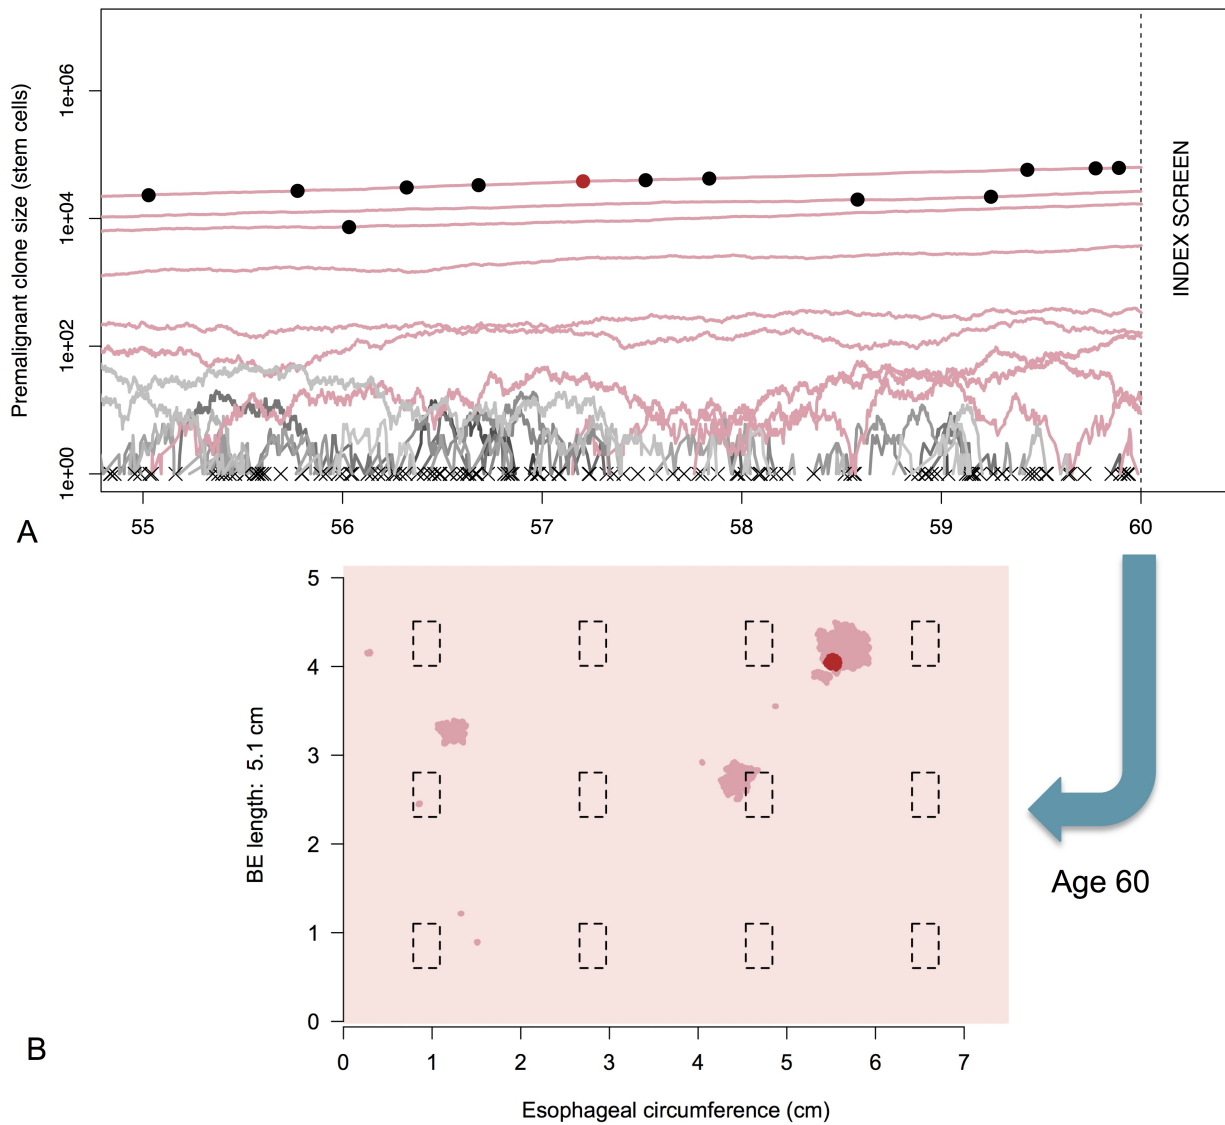 Premalignant clone size (stem cells)
1e+06
1e+04
1e+02
1e+00
INDEX SCREEN
55 56 57 58 59 60
A
BE length: 5.1 cm
5
4
3
2
1
0
Age 60
0 1 2 3 4 5 6 7
B
Esophageal circumference (cm)